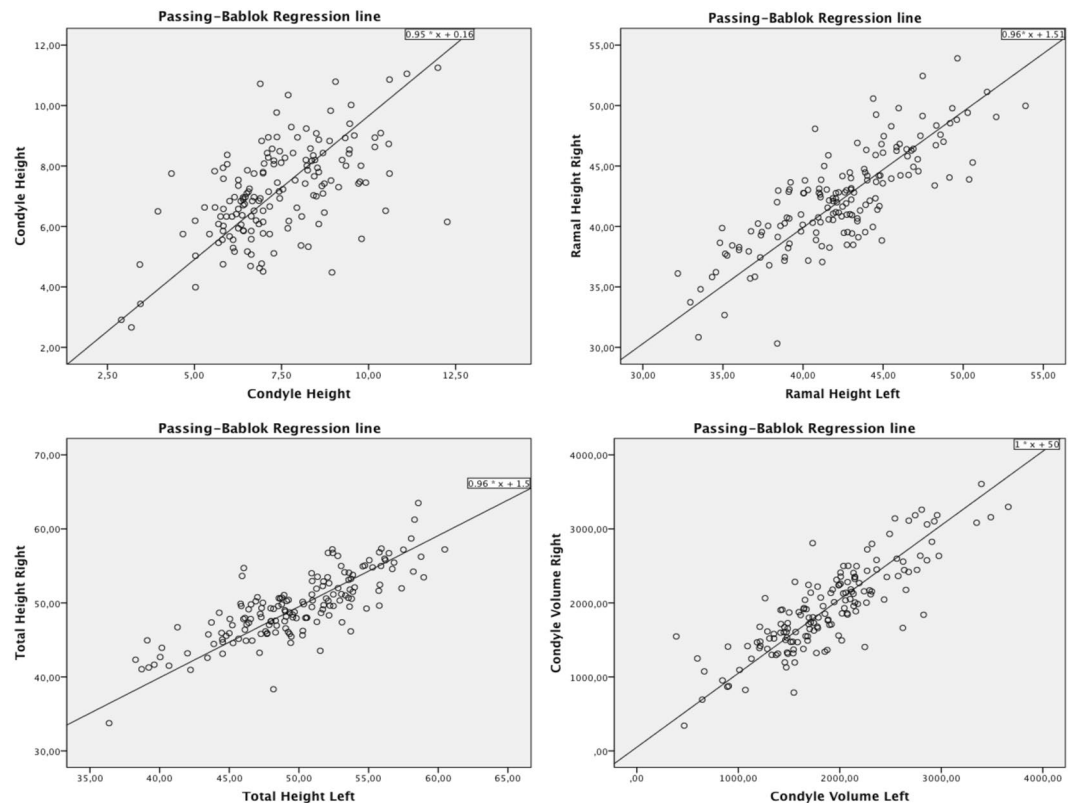 Passing-Bablok Regression line
0.95 * x + 0.16
12,00
10,00
8,00
6,00
4,00
2,00
Condyle Height
2,50
5,00
7,50
10,00
12,50
Condyle Height
Passing-Bablok Regression line
0.96* x + 1.51
55,00
50,00
45,00
40,00
35,00
30,00
Ramal Height Right
30,00
35,00
40,00
45,00
50,00
55,00
Ramal Height Left
Passing-Bablok Regression line
0.96 * x + 1.5
70,00
60,00
50,00
40,00
30,00
Total Height Right
35,00
40,00
45,00
50,00
55,00
60,00
65,00
Total Height Left
Passing-Bablok Regression line
1 * x + 50
4000,00
3000,00
2000,00
1000,00
,00
Condyle Volume Right
,00
1000,00
2000,00
3000,00
4000,00
Condyle Volume Left